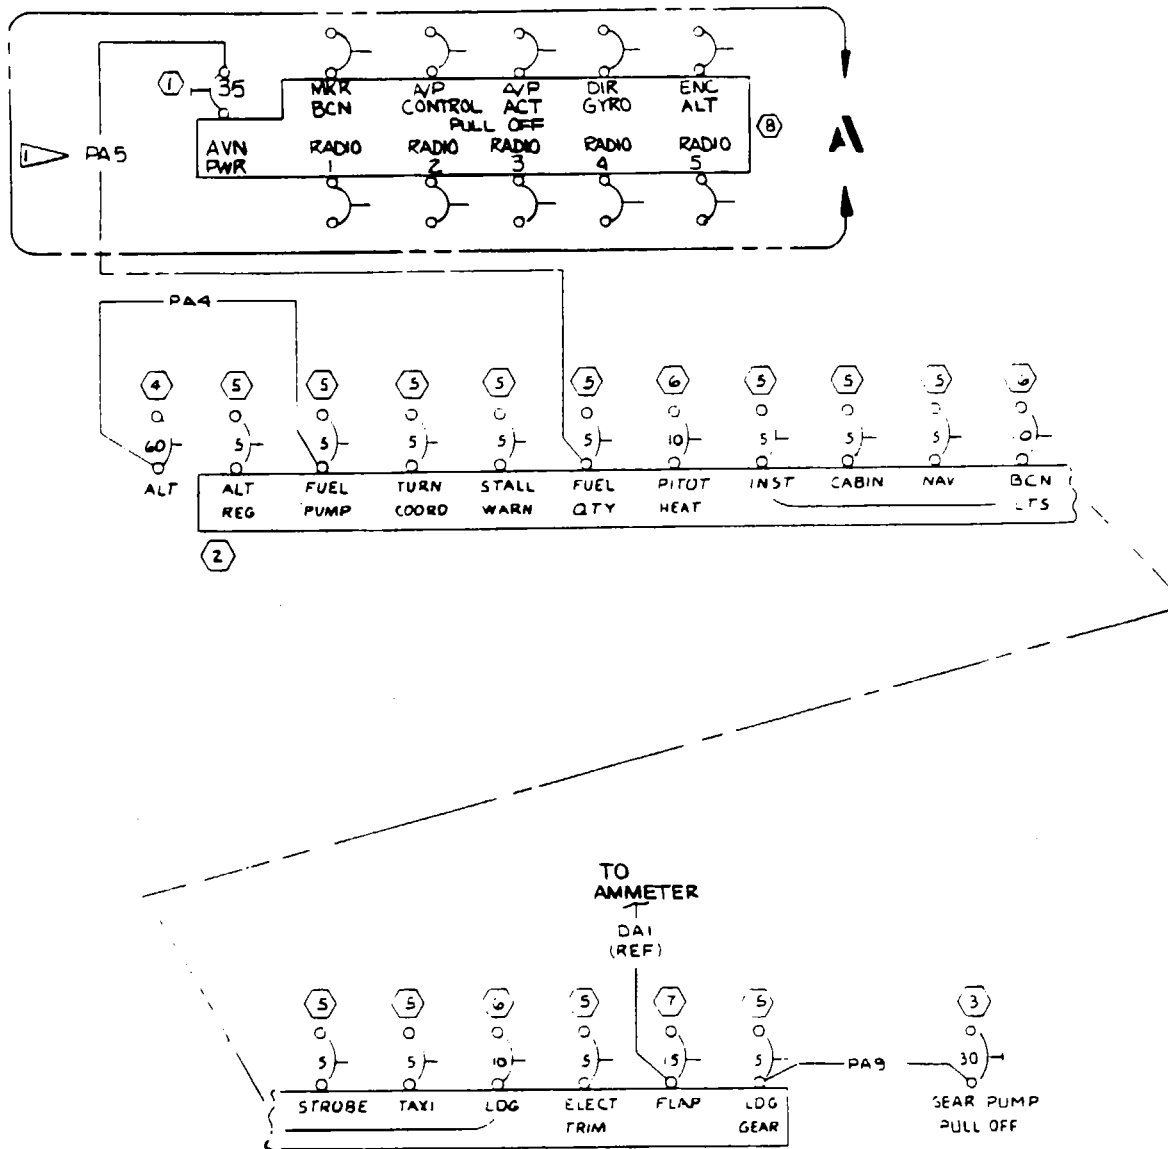 1 35 MKR A/P A/P DIR ENC
BCN CONTROL ACT GYRO ALT
PULL OFF
8
A
1 PA5 AVN RADIO RADIO RADIO RADIO RADIO
PWR 1 2 3 4 5
PA4
4 5 5 5 5 5 6 5 5 5 6
60 5 5 5 5 5 10 5 5 5 0
ALT ALT FUEL TURN STALL FUEL PITOT INST CABIN NAV BCN
REG PUMP COORD WARN QTY HEAT LTS
2
TO
AMMETER
DA1
(REF)
5 5 6 5 7 5 3
5 5 10 5 15 5 PA9 30
STROBE TAXI LDG ELECT FLAP LDG GEAR PUMP
TRIM GEAR PULL OFF